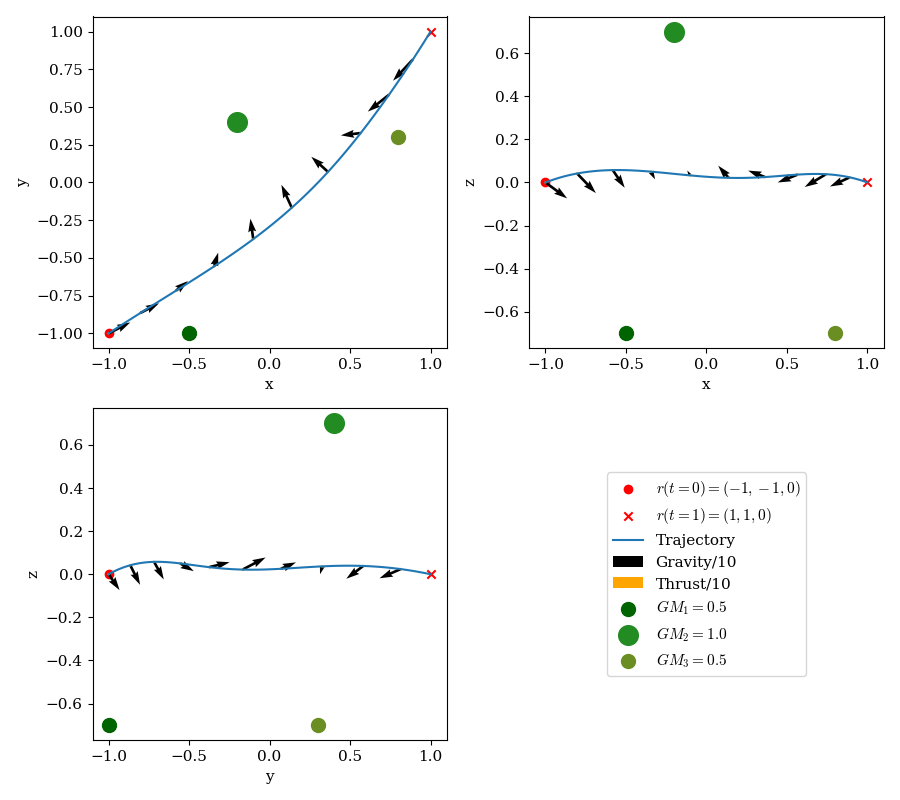 1.00
0.75
0.50
0.25
0.00
−0.25
−0.50
−0.75
−1.00
y
−1.0 −0.5 0.0 0.5 1.0
x
0.6
0.4
0.2
0.0
−0.2
−0.4
−0.6
z
−1.0 −0.5 0.0 0.5 1.0
x
0.6
0.4
0.2
0.0
−0.2
−0.4
−0.6
z
−1.0 −0.5 0.0 0.5 1.0
y
r(t = 0) = (−1, −1, 0)
r(t = 1) = (1, 1, 0)
Trajectory
Gravity/10
Thrust/10
GM₁ = 0.5
GM₂ = 1.0
GM₃ = 0.5